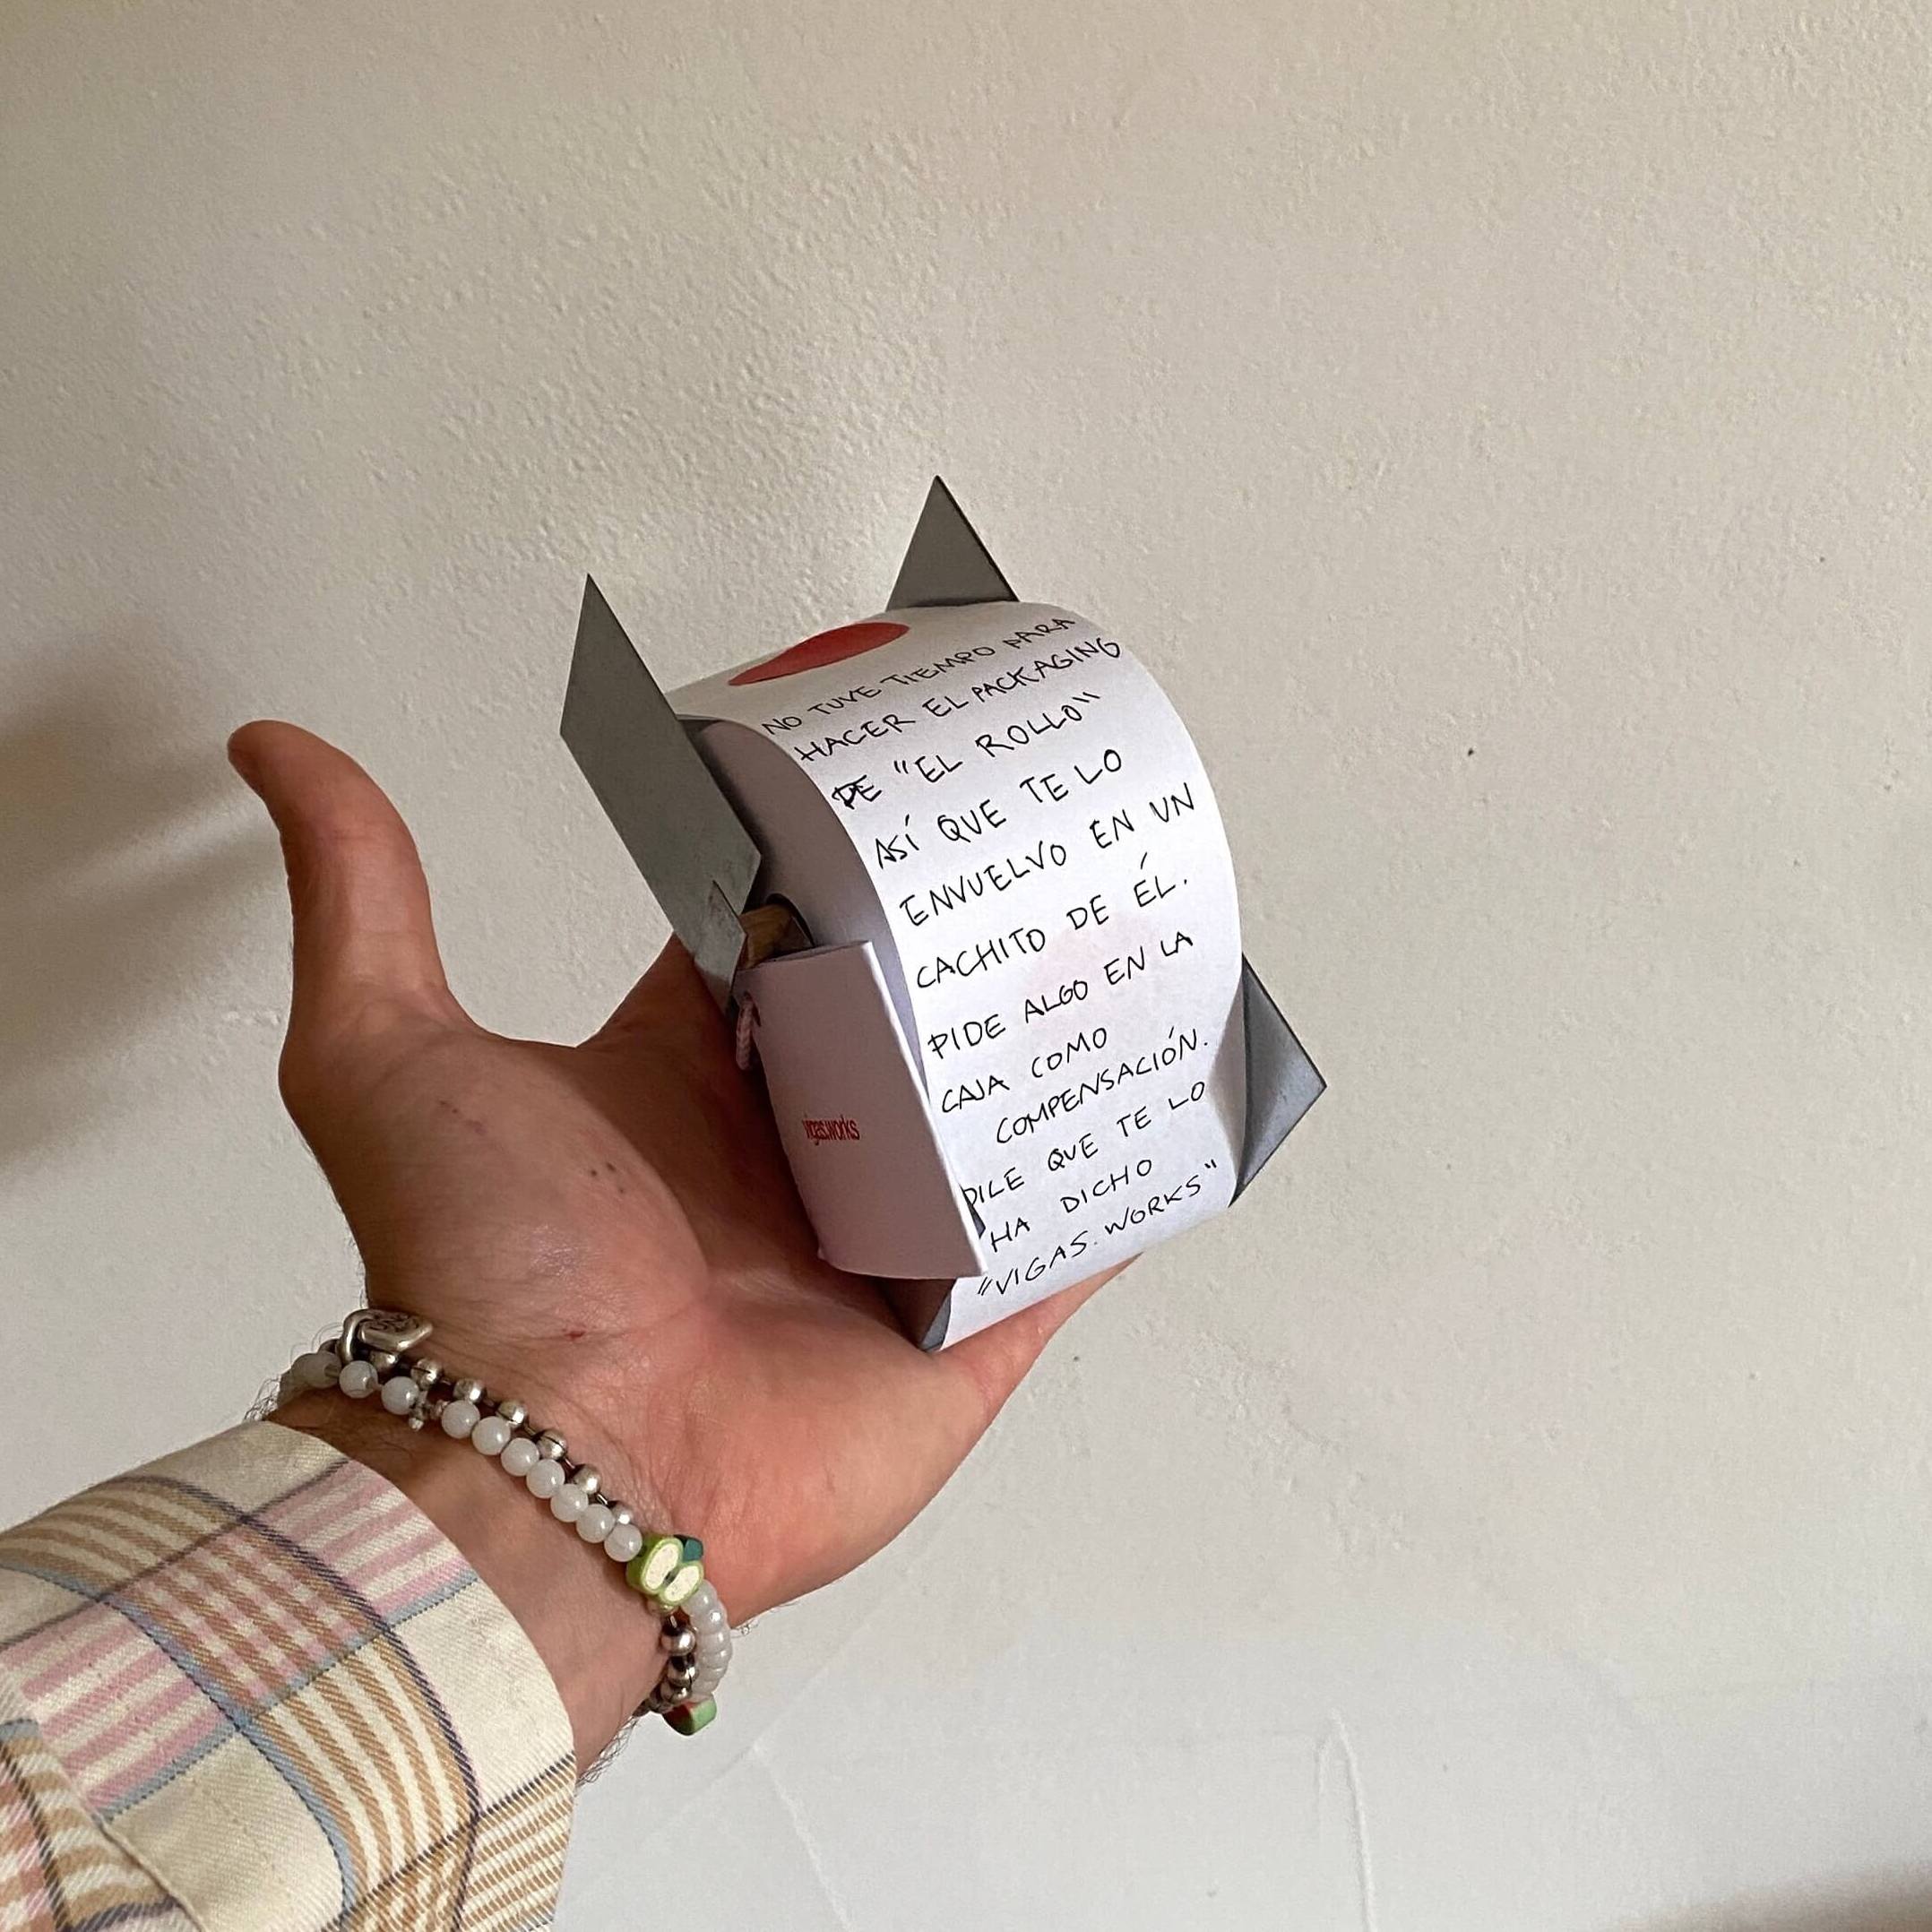 NO TUVE TIEMPO PARA
HACER EL PACKAGING
DE "EL ROLLO"
ASÍ QUE TE LO
ENVUELVO EN UN
CACHITO DE ÉL.
PIDE ALGO EN LA
CAJA COMO
COMPENSACIÓN.
DILE QUE TE LO
HA DICHO
"VIGAS.WORKS"
vigas.works